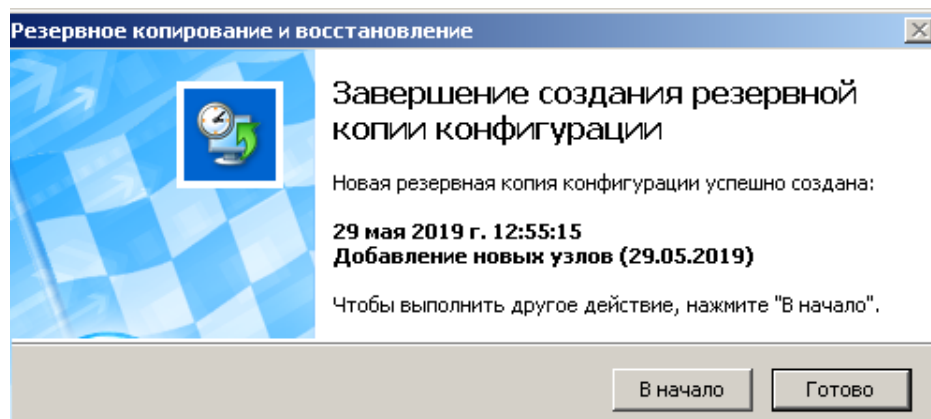 Резервное копирование и восстановление
Завершение создания резервной
копии конфигурации
Новая резервная копия конфигурации успешно создана:
29 мая 2019 г. 12:55:15
Добавление новых узлов (29.05.2019)
Чтобы выполнить другое действие, нажмите "В начало".
В начало
Готово